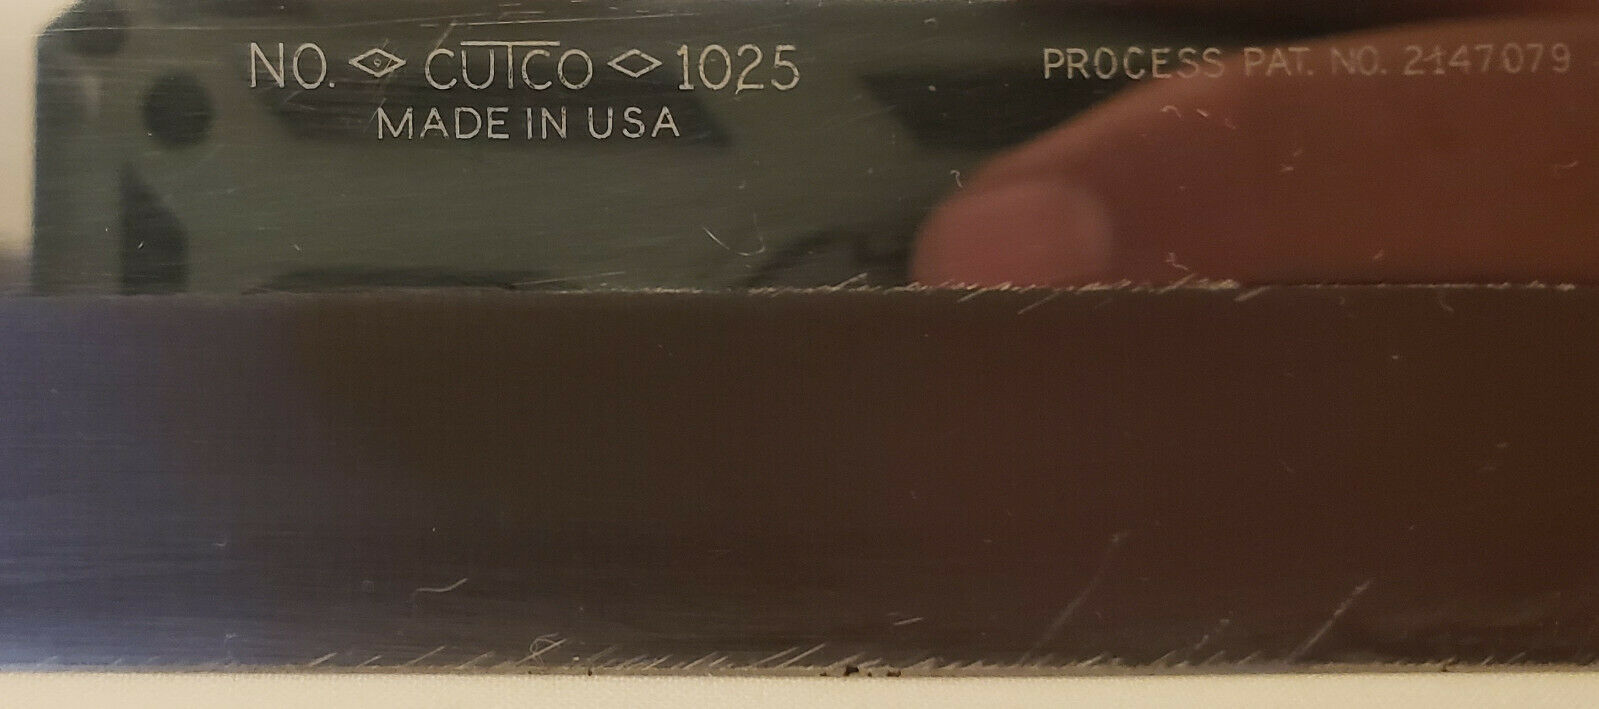 NO. ◇ CUTCO ◇ 1025
MADE IN USA
PROCESS PAT. NO. 2147079